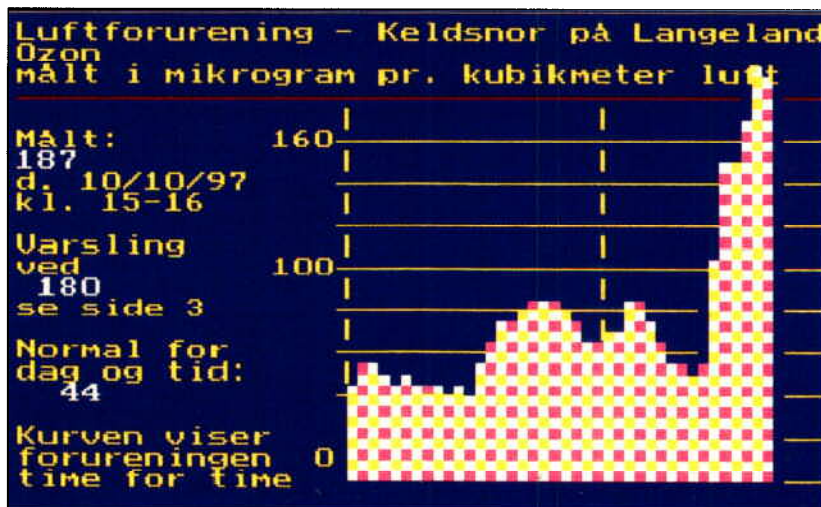 Luftforurening - Keldsnor på Langeland
Ozon
målt i mikrogram pr. kubikmeter luft
Målt:
187
d. 10/10/97
kl. 15-16
Varsling
ved
180
se side 3
Normal for
dag og tid:
44
Kurven viser
forureningen
time for time
160
100
0